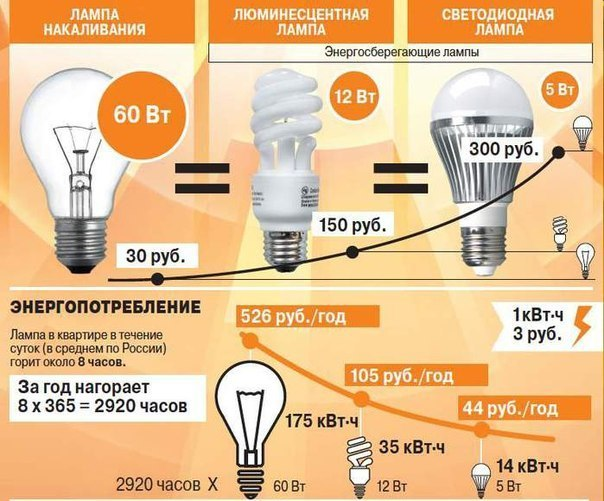 ЛАМПА
НАКАЛИВАНИЯ
ЛЮМИНЕСЦЕНТНАЯ
ЛАМПА
СВЕТОДИОДНАЯ
ЛАМПА
Энергосберегающие лампы
60 Вт
12 Вт
5 Вт
=
=
30 руб.
150 руб.
300 руб.
ЭНЕРГОПОТРЕБЛЕНИЕ
Лампа в квартире в течение
суток (в среднем по России)
горит около 8 часов.
За год нагорает
8 x 365 = 2920 часов
526 руб./год
105 руб./год
44 руб./год
1кВт·ч
3 руб.
175 кВт·ч
35 кВт·ч
14 кВт·ч
2920 часов X
60 Вт
12 Вт
5 Вт